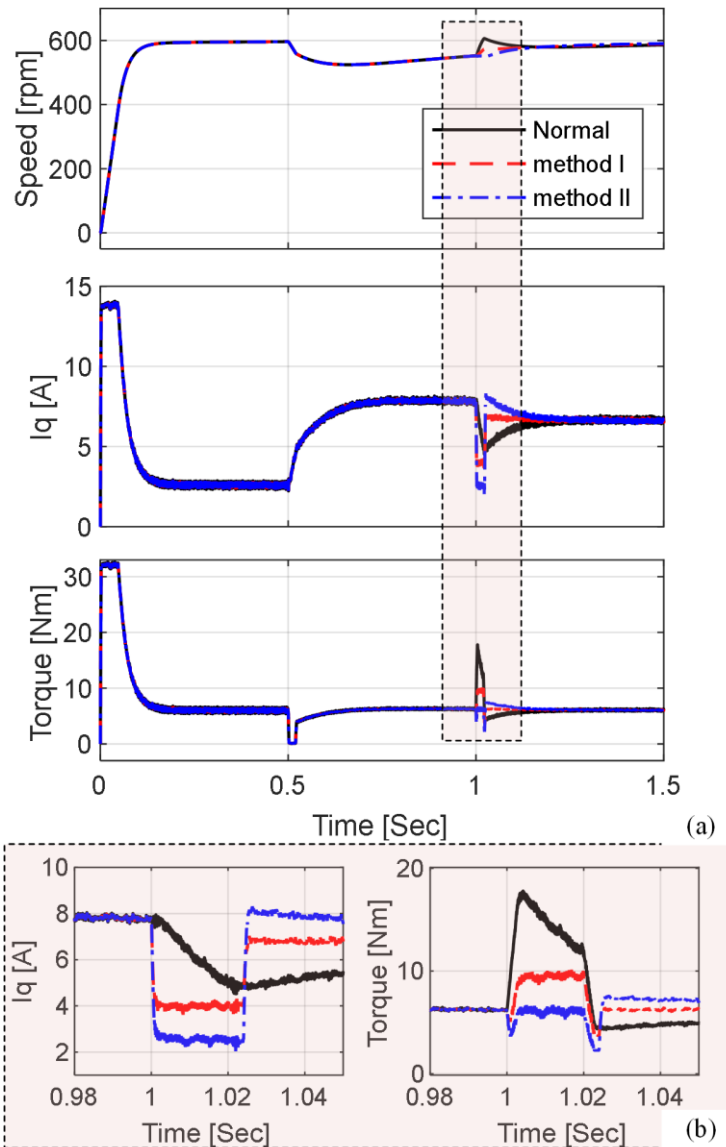 600
400
200
0
Speed [rpm]
Normal
method I
method II
15
10
5
0
Iq [A]
30
20
10
0
Torque [Nm]
0
0.5
1
1.5
Time [Sec]
(a)
10
8
6
4
2
Iq [A]
0.98
1
1.02
1.04
Time [Sec]
20
10
0
Torque [Nm]
0.98
1
1.02
1.04
Time [Sec]
(b)